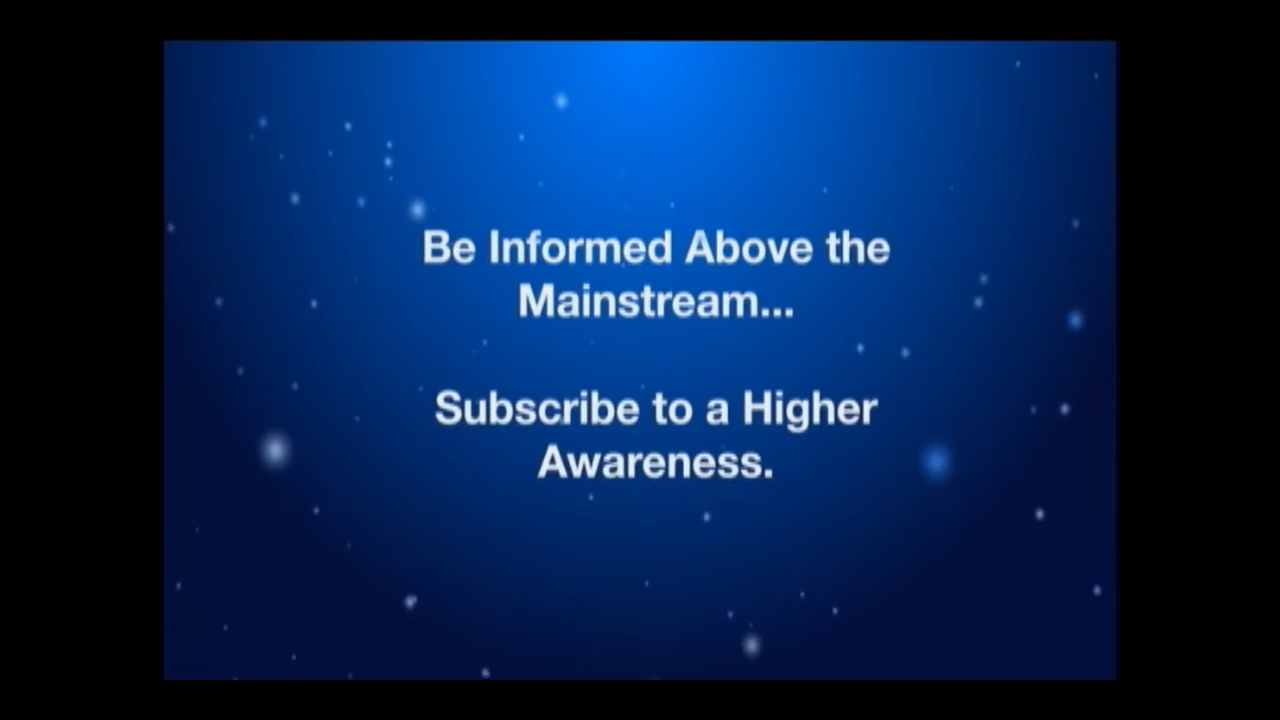 Be Informed Above the
Mainstream...
Subscribe to a Higher
Awareness.